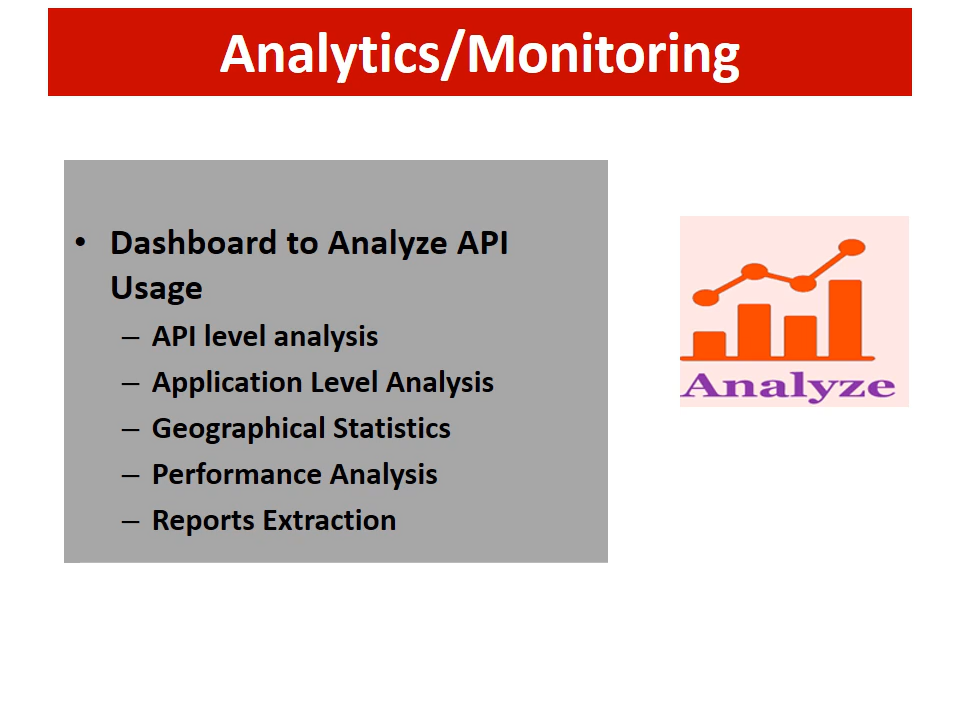 Analytics/Monitoring
• Dashboard to Analyze API
Usage
– API level analysis
– Application Level Analysis
– Geographical Statistics
– Performance Analysis
– Reports Extraction
Analyze